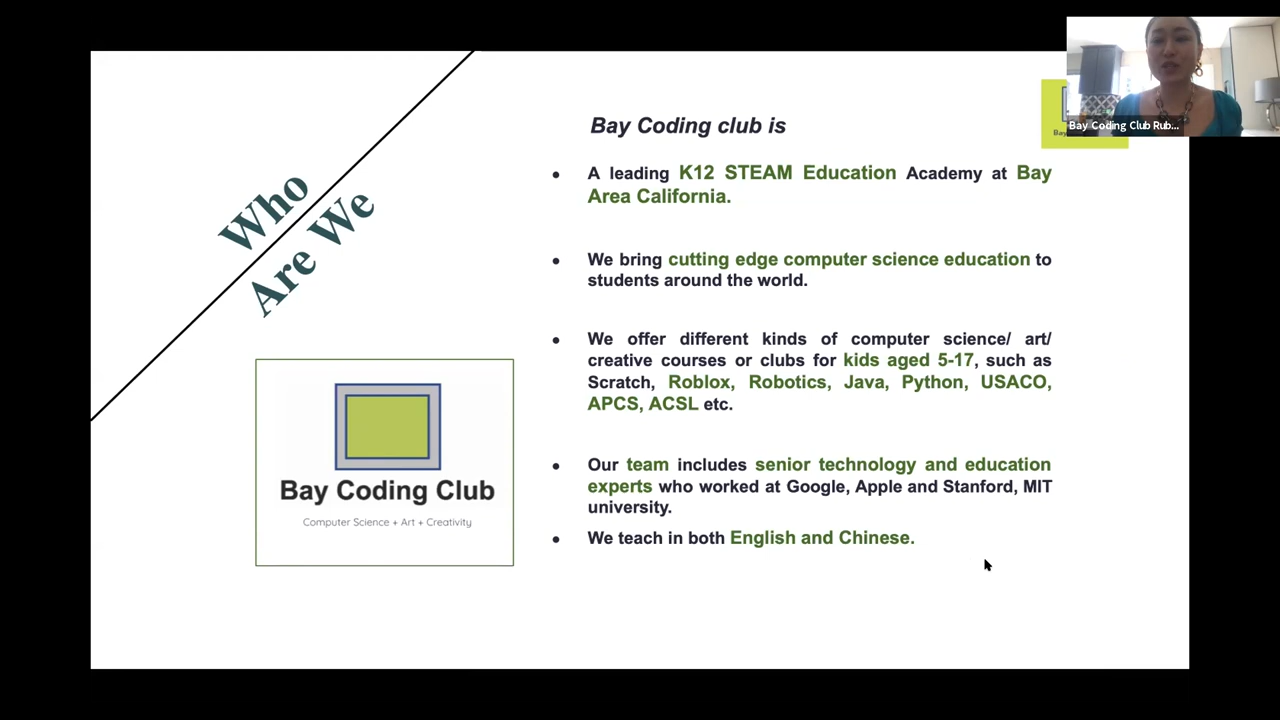 Who
Are We
Bay Coding club is
• A leading K12 STEAM Education Academy at Bay
Area California.
• We bring cutting edge computer science education to
students around the world.
• We offer different kinds of computer science/ art/
creative courses or clubs for kids aged 5-17, such as
Scratch, Roblox, Robotics, Java, Python, USACO,
APCS, ACSL etc.
• Our team includes senior technology and education
experts who worked at Google, Apple and Stanford, MIT
university.
• We teach in both English and Chinese.
Bay Coding Club
Computer Science + Art + Creativity
Bay Coding Club Rub...